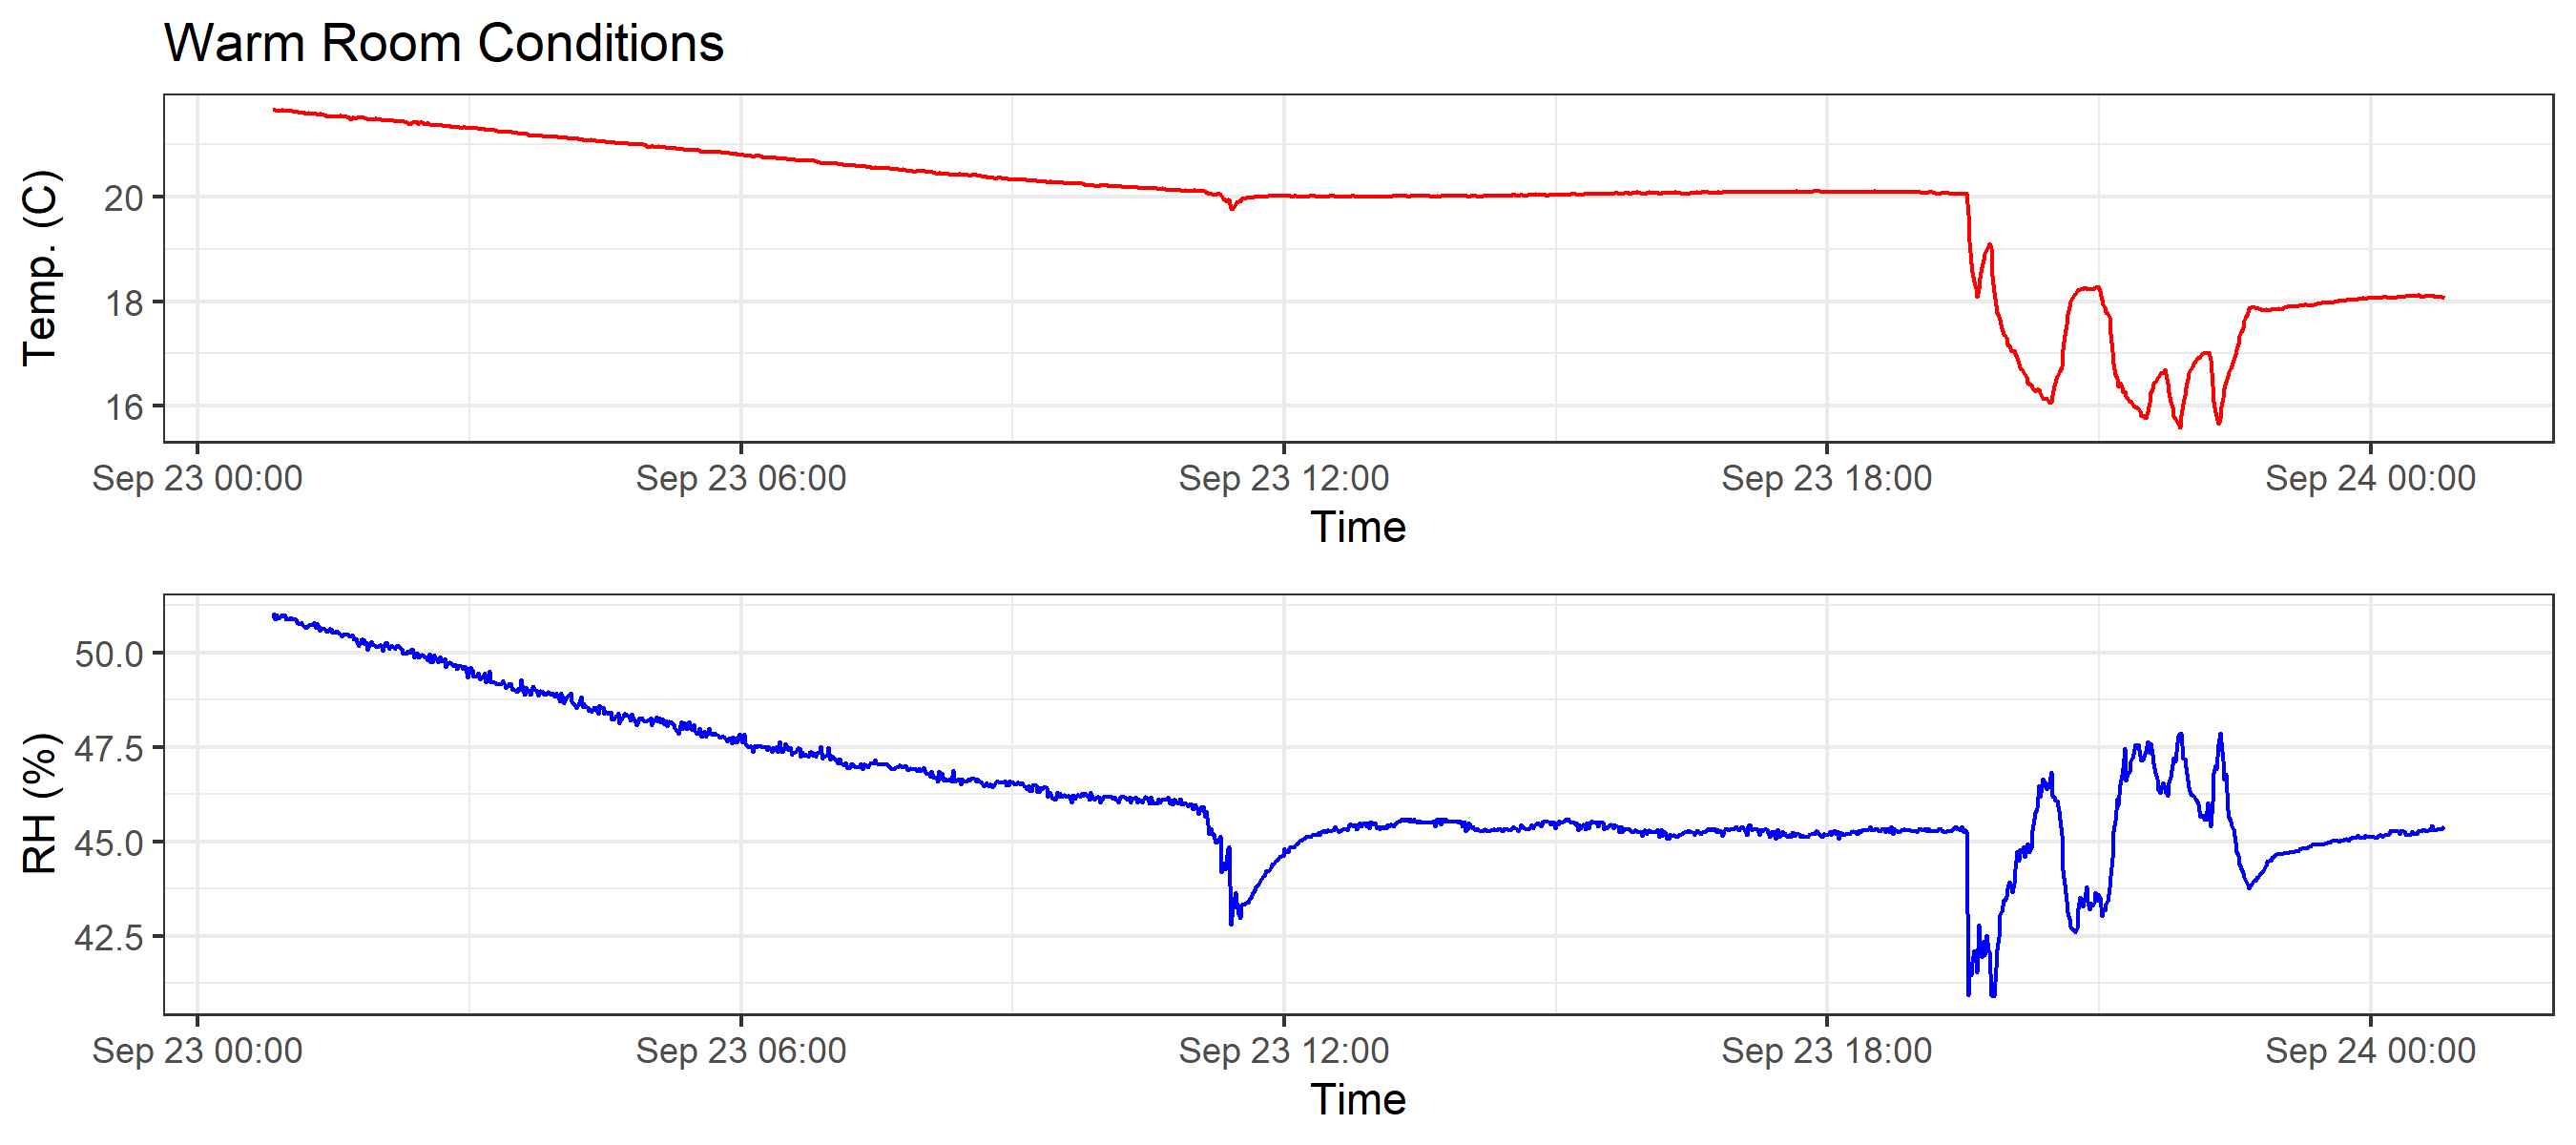 Warm Room Conditions
Temp. (C)
20
18
16
Sep 23 00:00 Sep 23 06:00 Sep 23 12:00 Sep 23 18:00 Sep 24 00:00
Time
RH (%)
50.0
47.5
45.0
42.5
Sep 23 00:00 Sep 23 06:00 Sep 23 12:00 Sep 23 18:00 Sep 24 00:00
Time